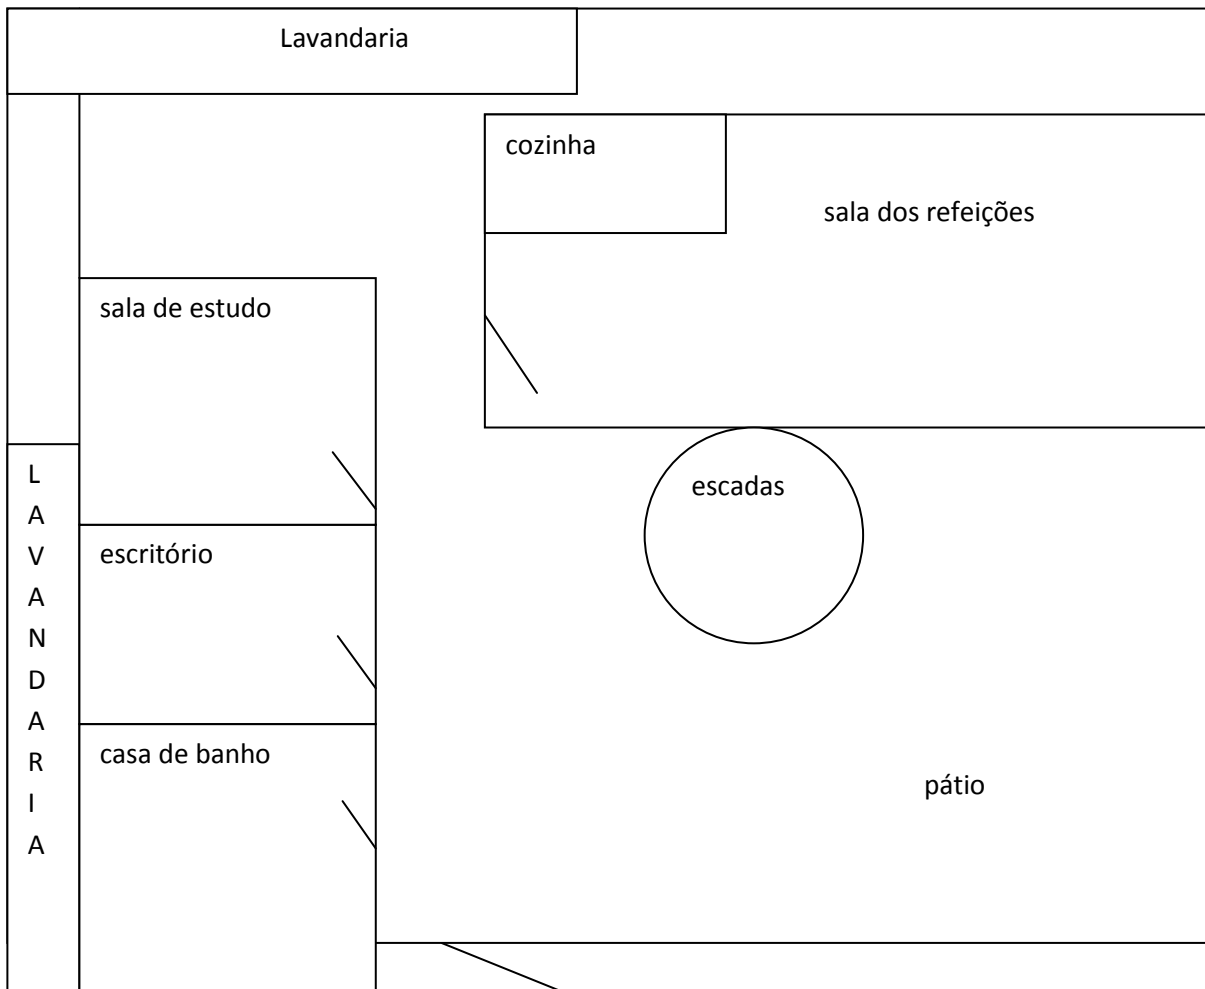 Lavandaria
cozinha
sala dos refeições
sala de estudo
escadas
L
A
V
A
N
D
A
R
I
A
escritório
casa de banho
pátio